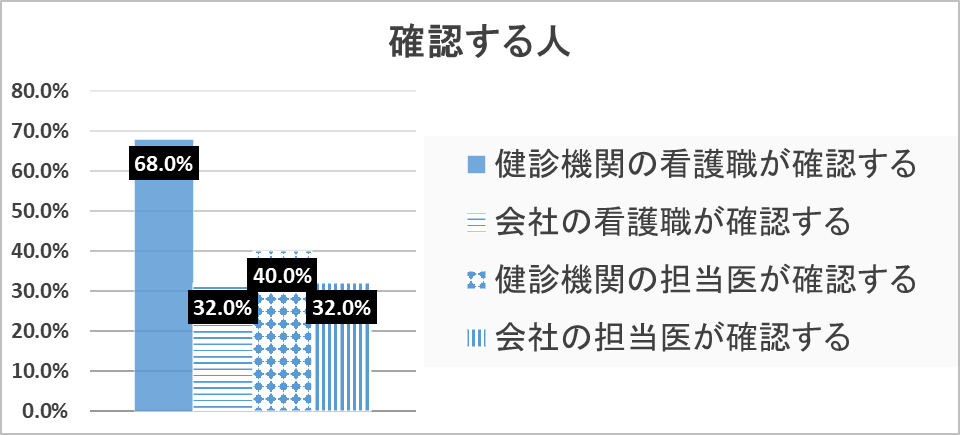 確認する人
80.0%
70.0%
60.0%
50.0%
40.0%
30.0%
20.0%
10.0%
0.0%
68.0%
32.0%
40.0%
32.0%
健診機関の看護職が確認する
会社の看護職が確認する
健診機関の担当医が確認する
会社の担当医が確認する